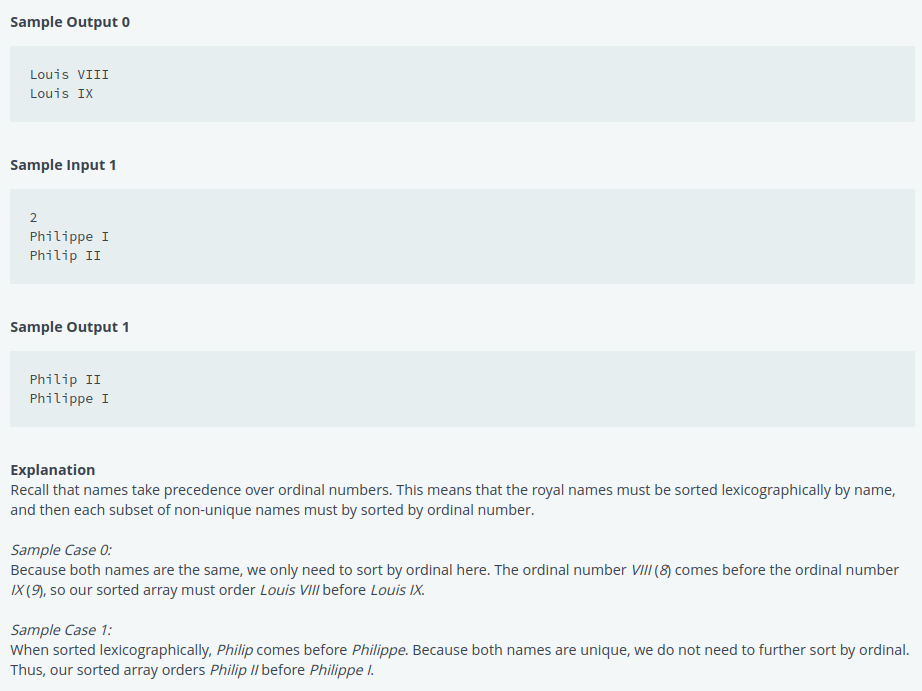 Sample Output 0
Louis VIII
Louis IX
Sample Input 1
2
Philippe I
Philip II
Sample Output 1
Philip II
Philippe I
Explanation
Recall that names take precedence over ordinal numbers. This means that the royal names must be sorted lexicographically by name,
and then each subset of non-unique names must by sorted by ordinal number.
Sample Case 0:
Because both names are the same, we only need to sort by ordinal here. The ordinal number VIII (8) comes before the ordinal number
IX (9), so our sorted array must order Louis VIII before Louis IX.
Sample Case 1:
When sorted lexicographically, Philip comes before Philippe. Because both names are unique, we do not need to further sort by ordinal.
Thus, our sorted array orders Philip II before Philippe I.